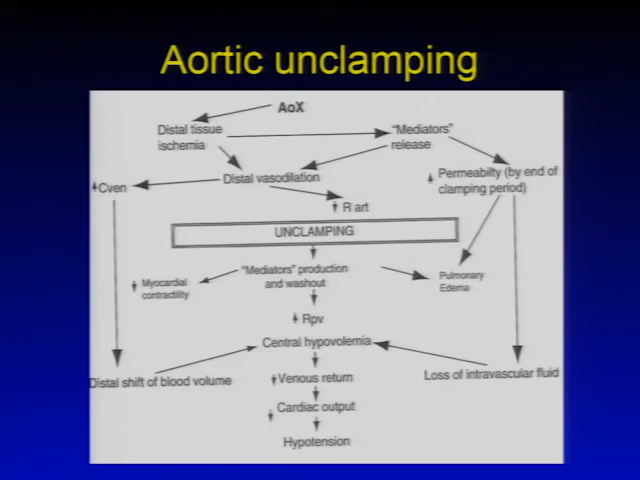 Aortic unclamping
AoX
Distal tissue
ischemia
"Mediators"
release
Permeabilty (by end of
clamping period)
Distal vasodilation
Cven
R art
UNCLAMPING
"Mediators" production
and washout
Myocardial
contractility
Pulmonary
Edema
Rpv
Central hypovolemia
Distal shift of blood volume
Venous return
Loss of intravascular fluid
Cardiac output
Hypotension